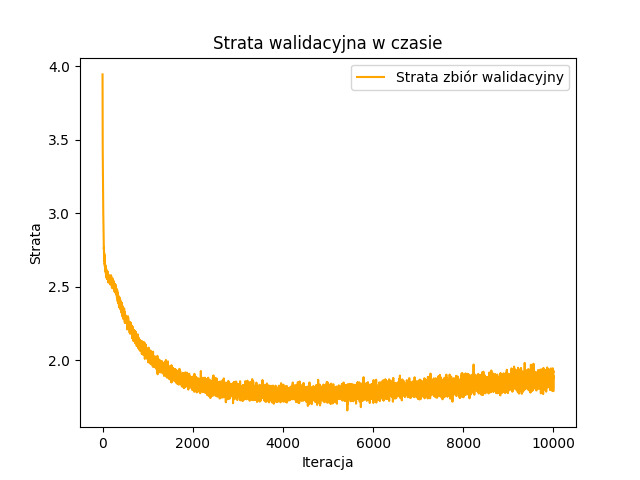 Strata walidacyjna w czasie
Strata zbiór walidacyjny
4.0
3.5
3.0
2.5
2.0
Strata
0 2000 4000 6000 8000 10000
Iteracja